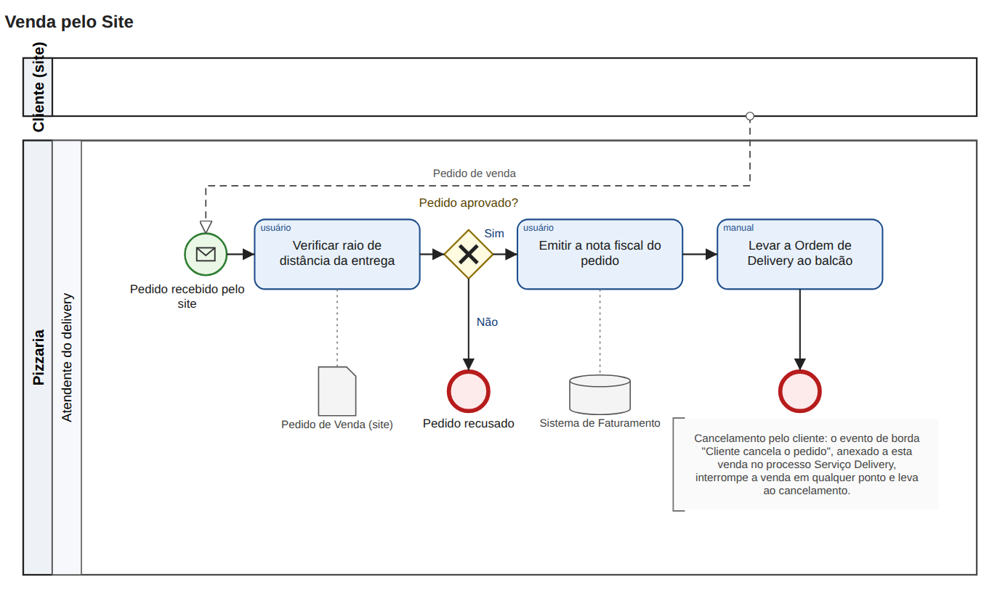 Venda pelo Site
Cliente (site)
Pedido de venda
Pedido aprovado?
usuário
Verificar raio de
distância da entrega
Sim
usuário
Emitir a nota fiscal do
pedido
manual
Levar a Ordem de
Delivery ao balcão
Pedido recebido pelo
site
Não
Pizzaria
Atendente do delivery
Pedido de Venda (site)
Pedido recusado
Sistema de Faturamento
Cancelamento pelo cliente: o evento de borda
"Cliente cancela o pedido", anexado a esta
venda no processo Serviço Delivery,
interrompe a venda em qualquer ponto e leva
ao cancelamento.